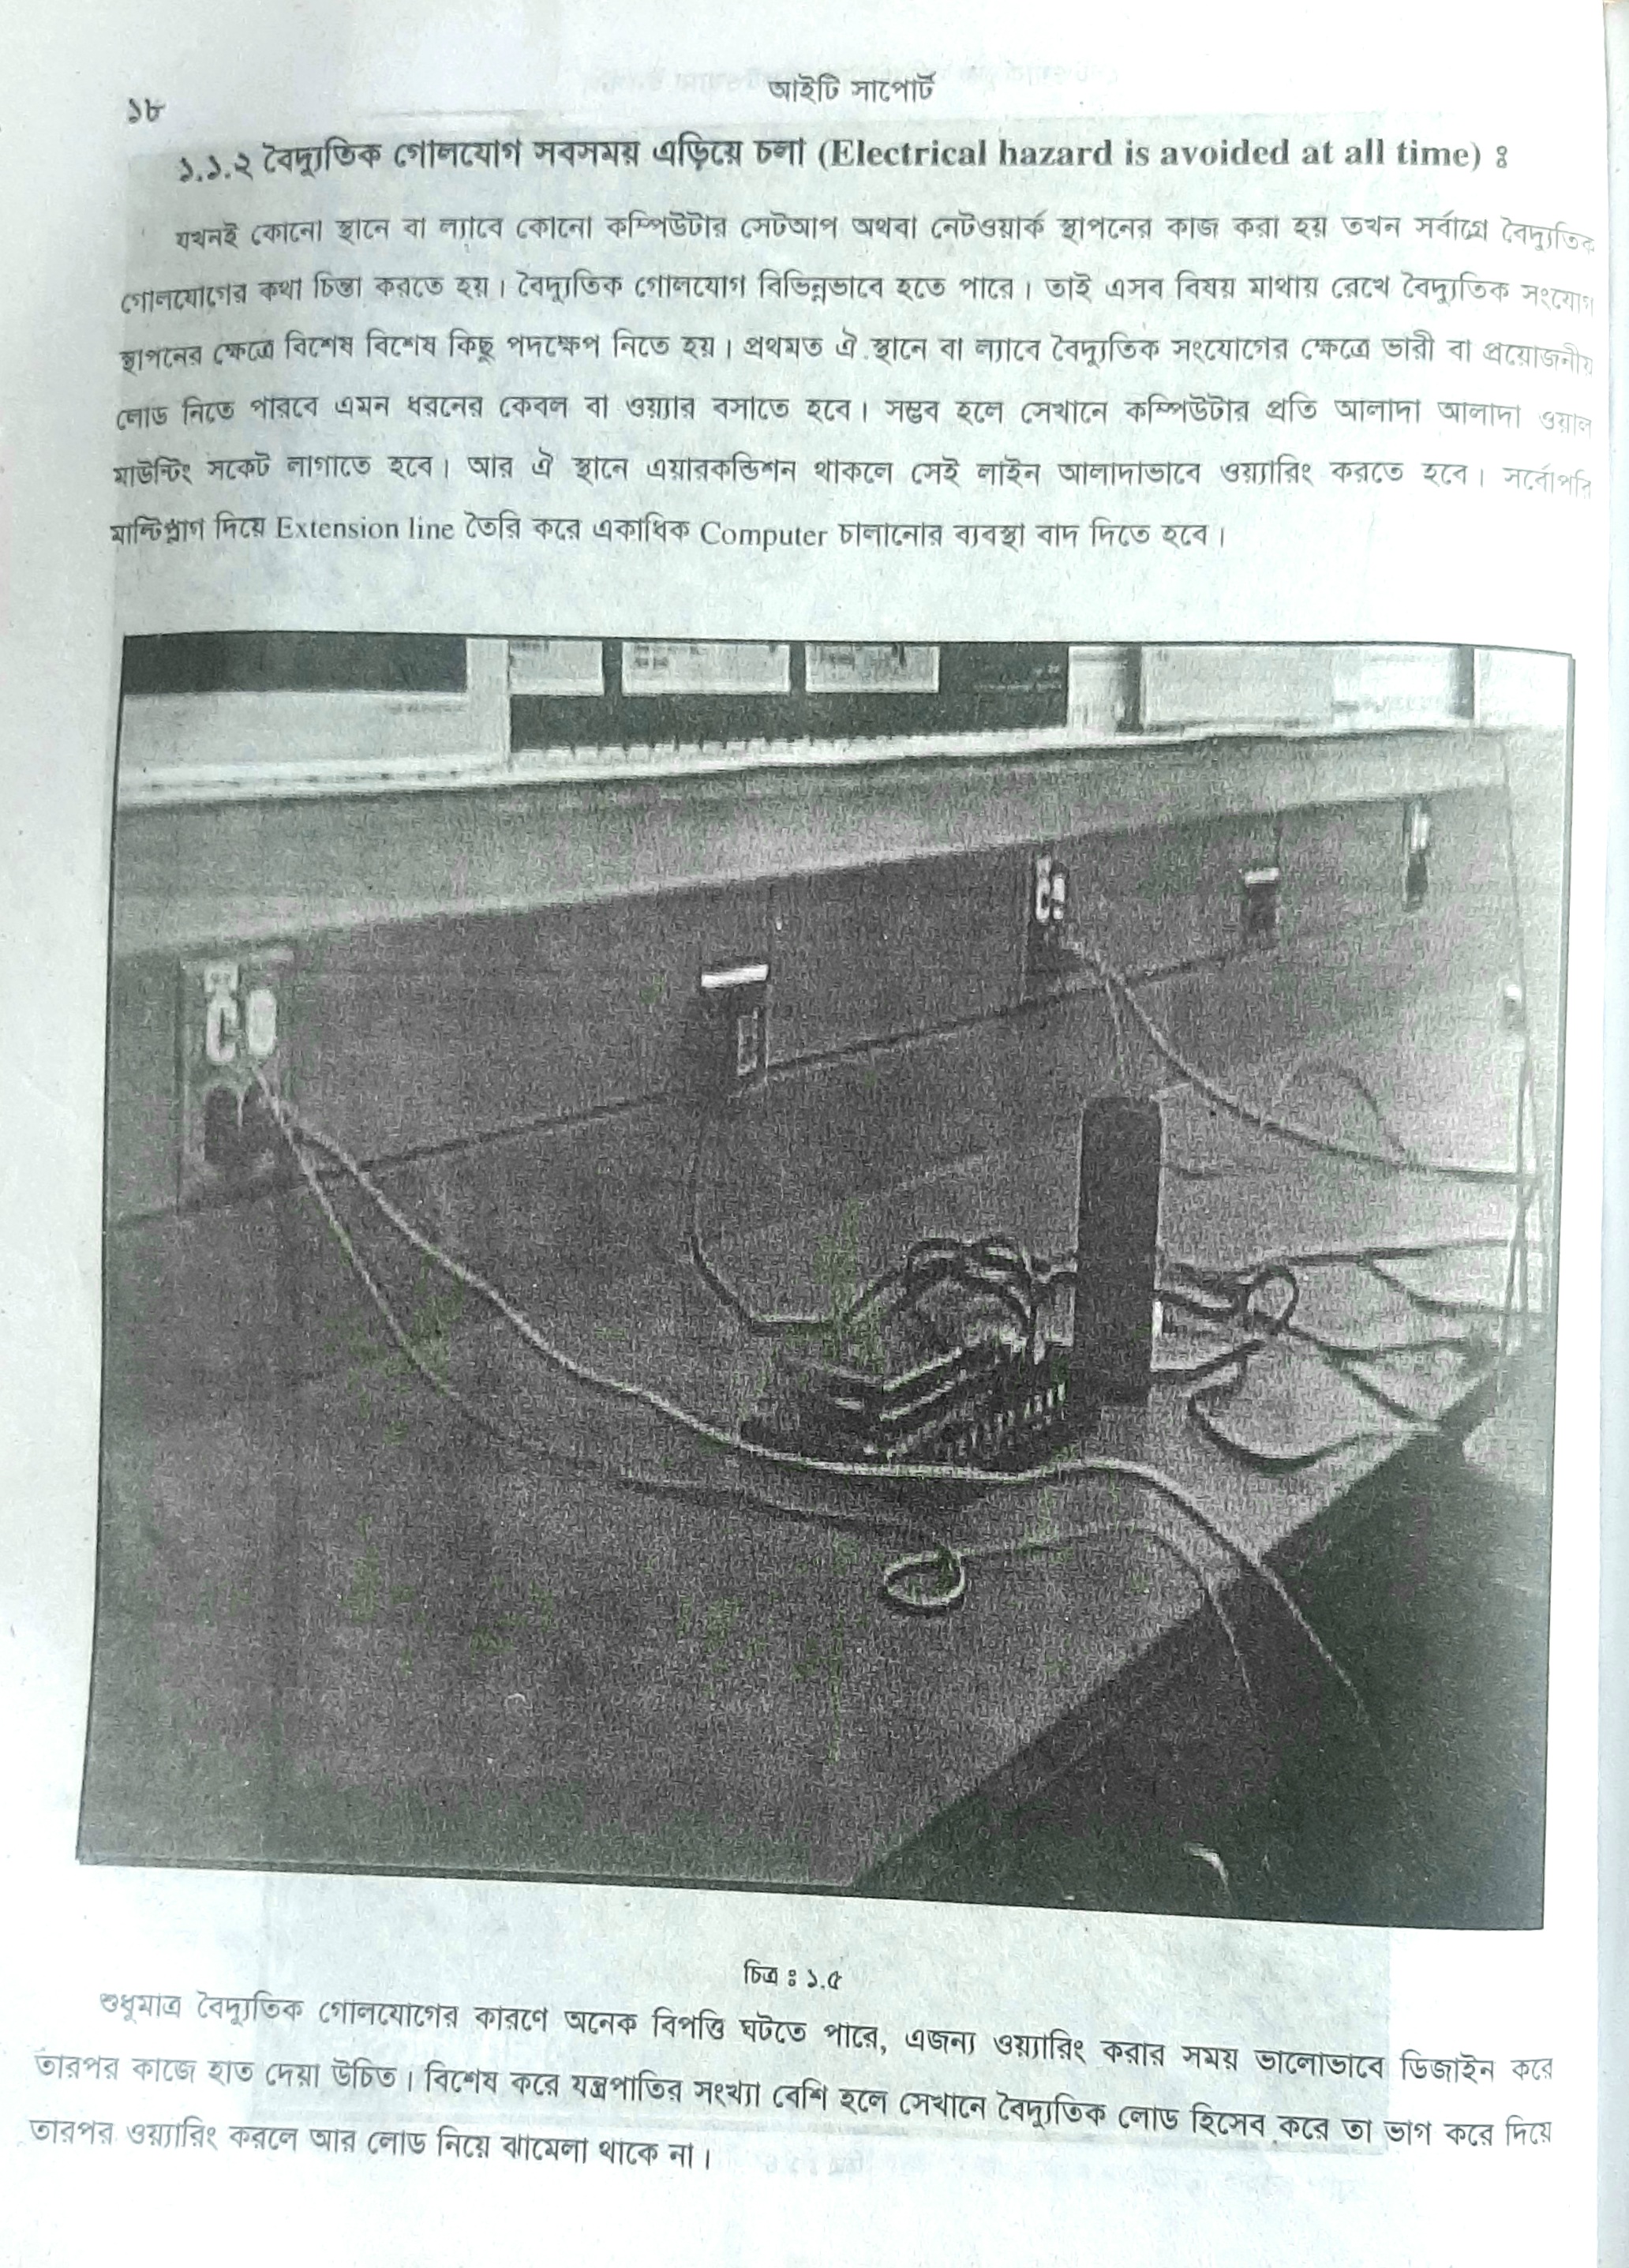 আইটি সাপোর্ট
১৮
১.১.২ বৈদ্যুতিক গোলযোগ সবসময় এড়িয়ে চলা (Electrical hazard is avoided at all time) ঃ
যখনই কোনো স্থানে বা ল্যাবে কোনো কম্পিউটার সেটআপ অথবা নেটওয়ার্ক স্থাপনের কাজ করা হয় তখন সর্বাগ্রে বৈদ্যুতিক
গোলযোগের কথা চিন্তা করতে হয়। বৈদ্যুতিক গোলযোগ বিভিন্নভাবে হতে পারে। তাই এসব বিষয় মাথায় রেখে বৈদ্যুতিক সংযোগ
স্থাপনের ক্ষেত্রে বিশেষ বিশেষ কিছু পদক্ষেপ নিতে হয়। প্রথমত ঐ স্থানে বা ল্যাবে বৈদ্যুতিক সংযোগের ক্ষেত্রে ভারী বা প্রয়োজনীয়
লোড নিতে পারবে এমন ধরনের কেবল বা ওয়্যার বসাতে হবে। সম্ভব হলে সেখানে কম্পিউটার প্রতি আলাদা আলাদা ওয়াল
মাউন্টিং সকেট লাগাতে হবে। আর ঐ স্থানে এয়ারকন্ডিশন থাকলে সেই লাইন আলাদাভাবে ওয়্যারিং করতে হবে। সর্বোপরি
মাল্টিপ্লাগ দিয়ে Extension line তৈরি করে একাধিক Computer চালানোর ব্যবস্থা বাদ দিতে হবে।
চিত্র ঃ ১.৫
শুধুমাত্র বৈদ্যুতিক গোলযোগের কারণে অনেক বিপত্তি ঘটতে পারে, এজন্য ওয়্যারিং করার সময় ভালোভাবে ডিজাইন করে
তারপর কাজে হাত দেয়া উচিত। বিশেষ করে যন্ত্রপাতির সংখ্যা বেশি হলে সেখানে বৈদ্যুতিক লোড হিসেব করে তা ভাগ করে দিয়ে
তারপর ওয়্যারিং করলে আর লোড নিয়ে ঝামেলা থাকে না।